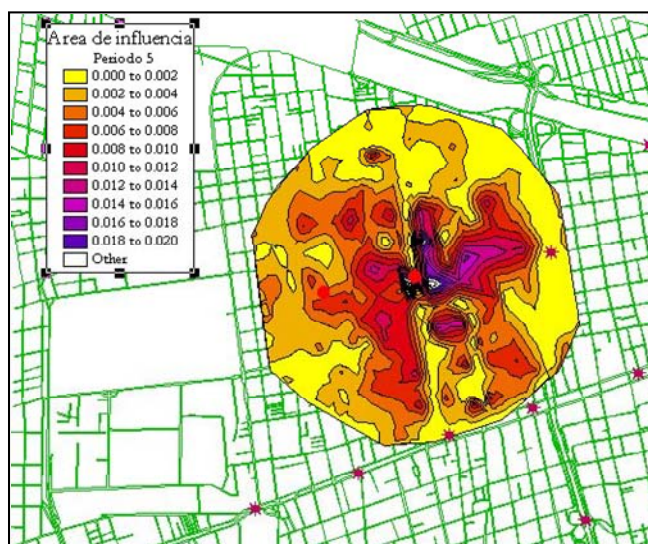 Area de influencia
Periodo 5
0.000 to 0.002
0.002 to 0.004
0.004 to 0.006
0.006 to 0.008
0.008 to 0.010
0.010 to 0.012
0.012 to 0.014
0.014 to 0.016
0.016 to 0.018
0.018 to 0.020
Other